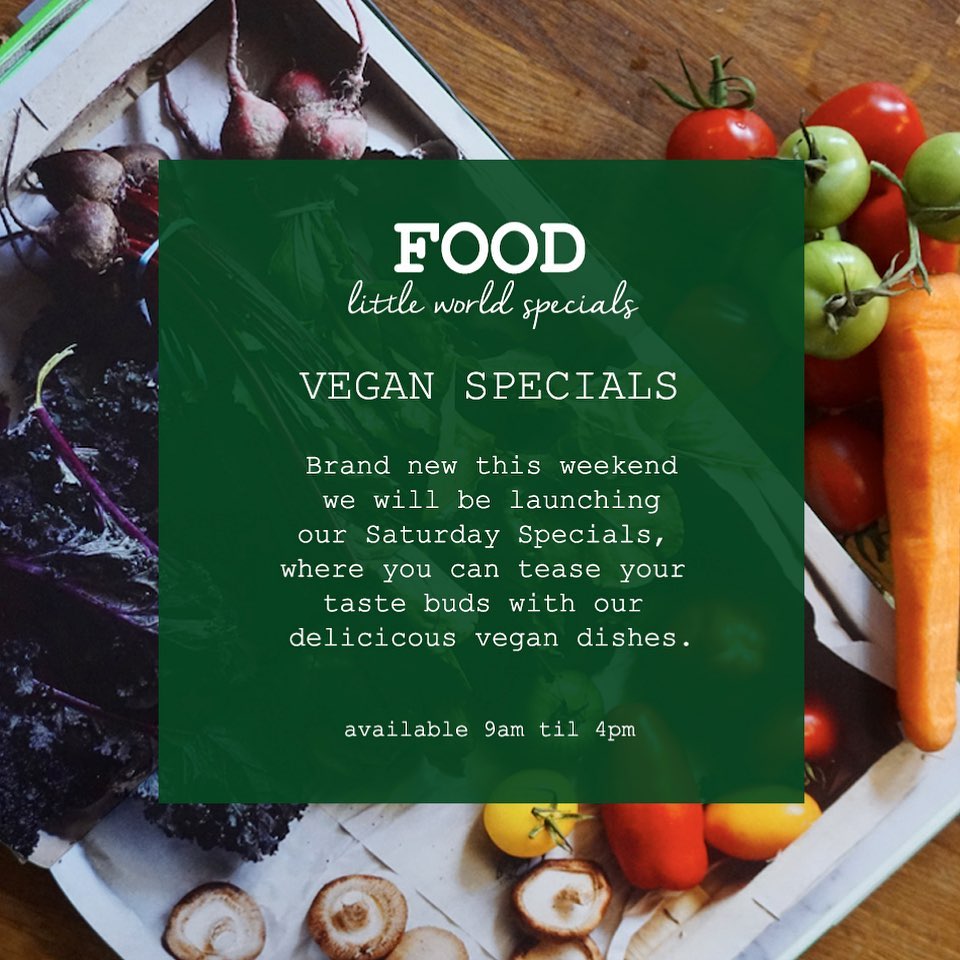 FOOD
little world specials
VEGAN SPECIALS
Brand new this weekend
we will be launching
our Saturday Specials,
where you can tease your
taste buds with our
delicicous vegan dishes.
available 9am til 4pm